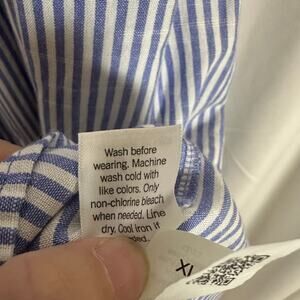 Wash before
wearing. Machine
wash cold with
like colors. Only
non-chlorine bleach
when needed. Line
dry. Cool iron if
XL